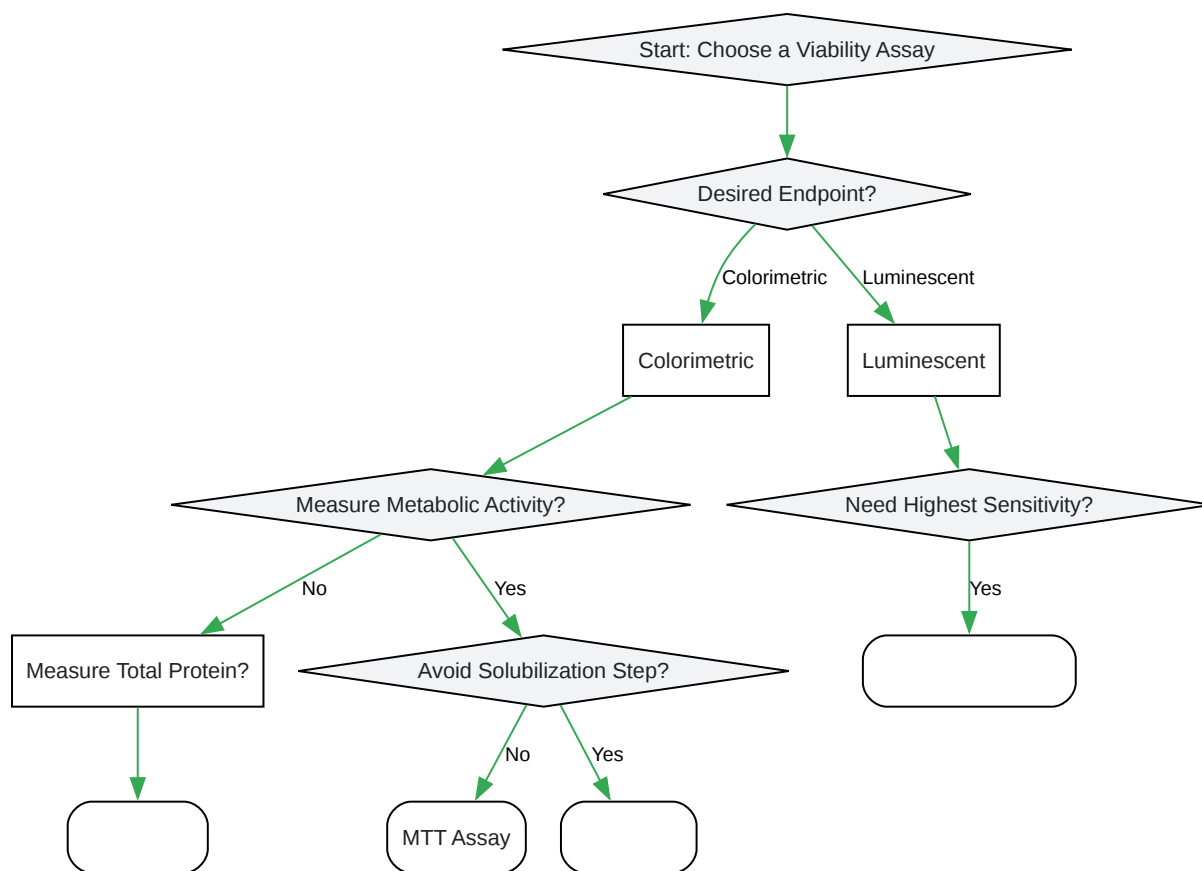 Start: Choose a Viability Assay
Desired Endpoint?
Colorimetric
Luminescent
Colorimetric
Luminescent
Measure Metabolic Activity?
Need Highest Sensitivity?
No
Yes
Yes
Measure Total Protein?
Avoid Solubilization Step?
No
Yes
MTT Assay